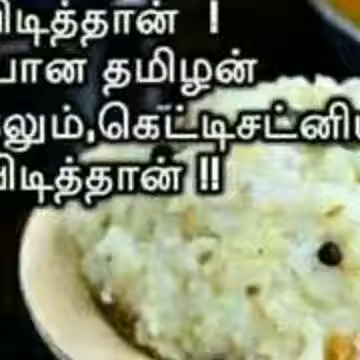 டித்தான் !
பான தமிழன்
லும்,கெட்டிசட்னி
டித்தான் !!